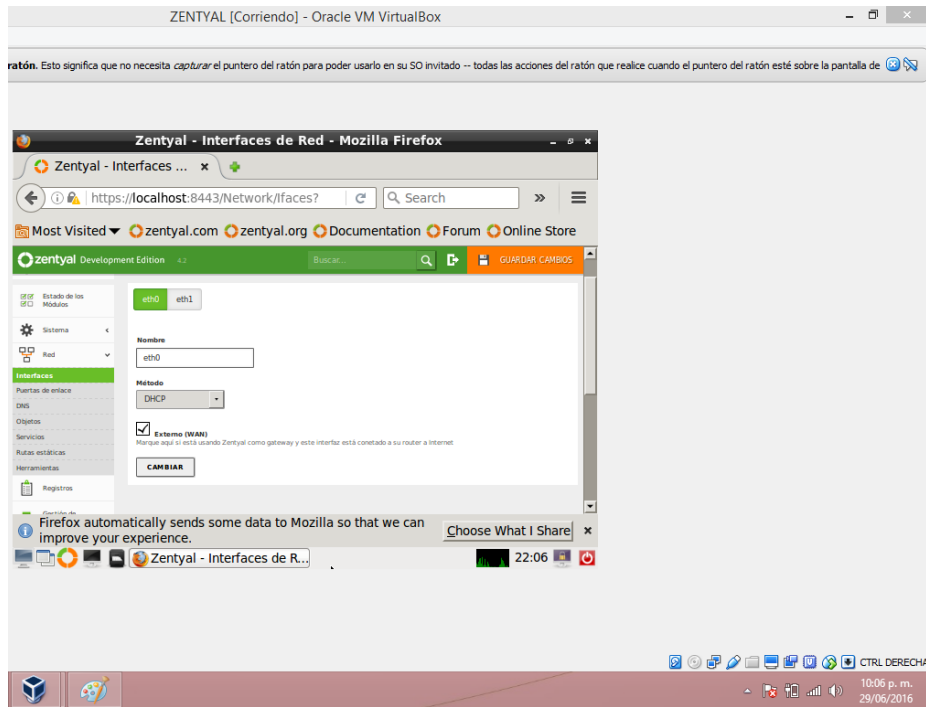 ZENTYAL [Corriendo] - Oracle VM VirtualBox
ratón. Esto significa que no necesita capturar el puntero del ratón para poder usarlo en su SO invitado -- todas las acciones del ratón que realice cuando el puntero del ratón esté sobre la pantalla de
Zentyal - Interfaces de Red - Mozilla Firefox
Zentyal - Interfaces ...
https://localhost:8443/Network/Ifaces?
Search
Most Visited
zentyal.com
zentyal.org
Documentation
Forum
Online Store
zentyal Development Edition 4.2
Buscar...
GUARDAR CAMBIOS
Estado de los
Módulos
Sistema
Red
Interfaces
Puertas de enlace
DNS
Objetos
Servicios
Rutas estáticas
Herramientas
Registros
Gestión de
eth0
eth1
Nombre
eth0
Método
DHCP
Externo (WAN)
Marque aquí si está usando Zentyal como gateway y este interfaz está conetado a su router a Internet
CAMBIAR
Firefox automatically sends some data to Mozilla so that we can
improve your experience.
Choose What I Share
Zentyal - Interfaces de R...
22:06
CTRL DERECHA
10:06 p. m.
29/06/2016